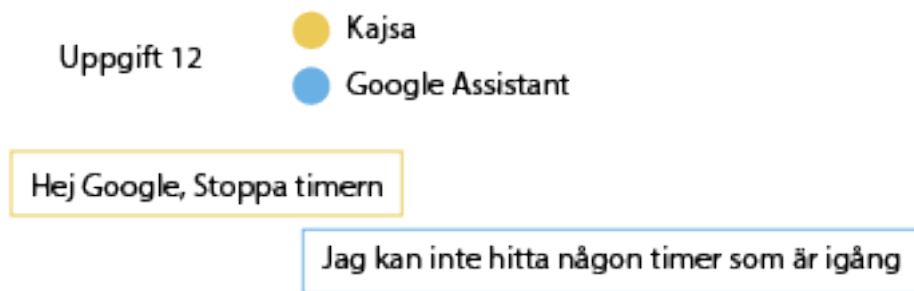 Uppgift 12
Kajsa
Google Assistant
Hej Google, Stoppa timern
Jag kan inte hitta någon timer som är igång